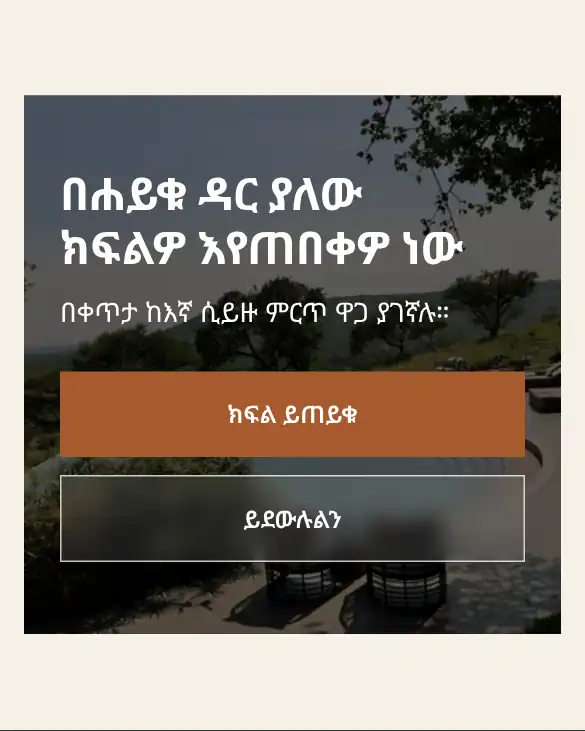 በሐይቁ ዳር ያለው
ክፍልዎ እየጠበቀዎ ነው
በቀጥታ ከእኛ ሲይዙ ምርጥ ዋጋ ያገኛሉ።
ክፍል ይጠይቁ
ይደውሉልን